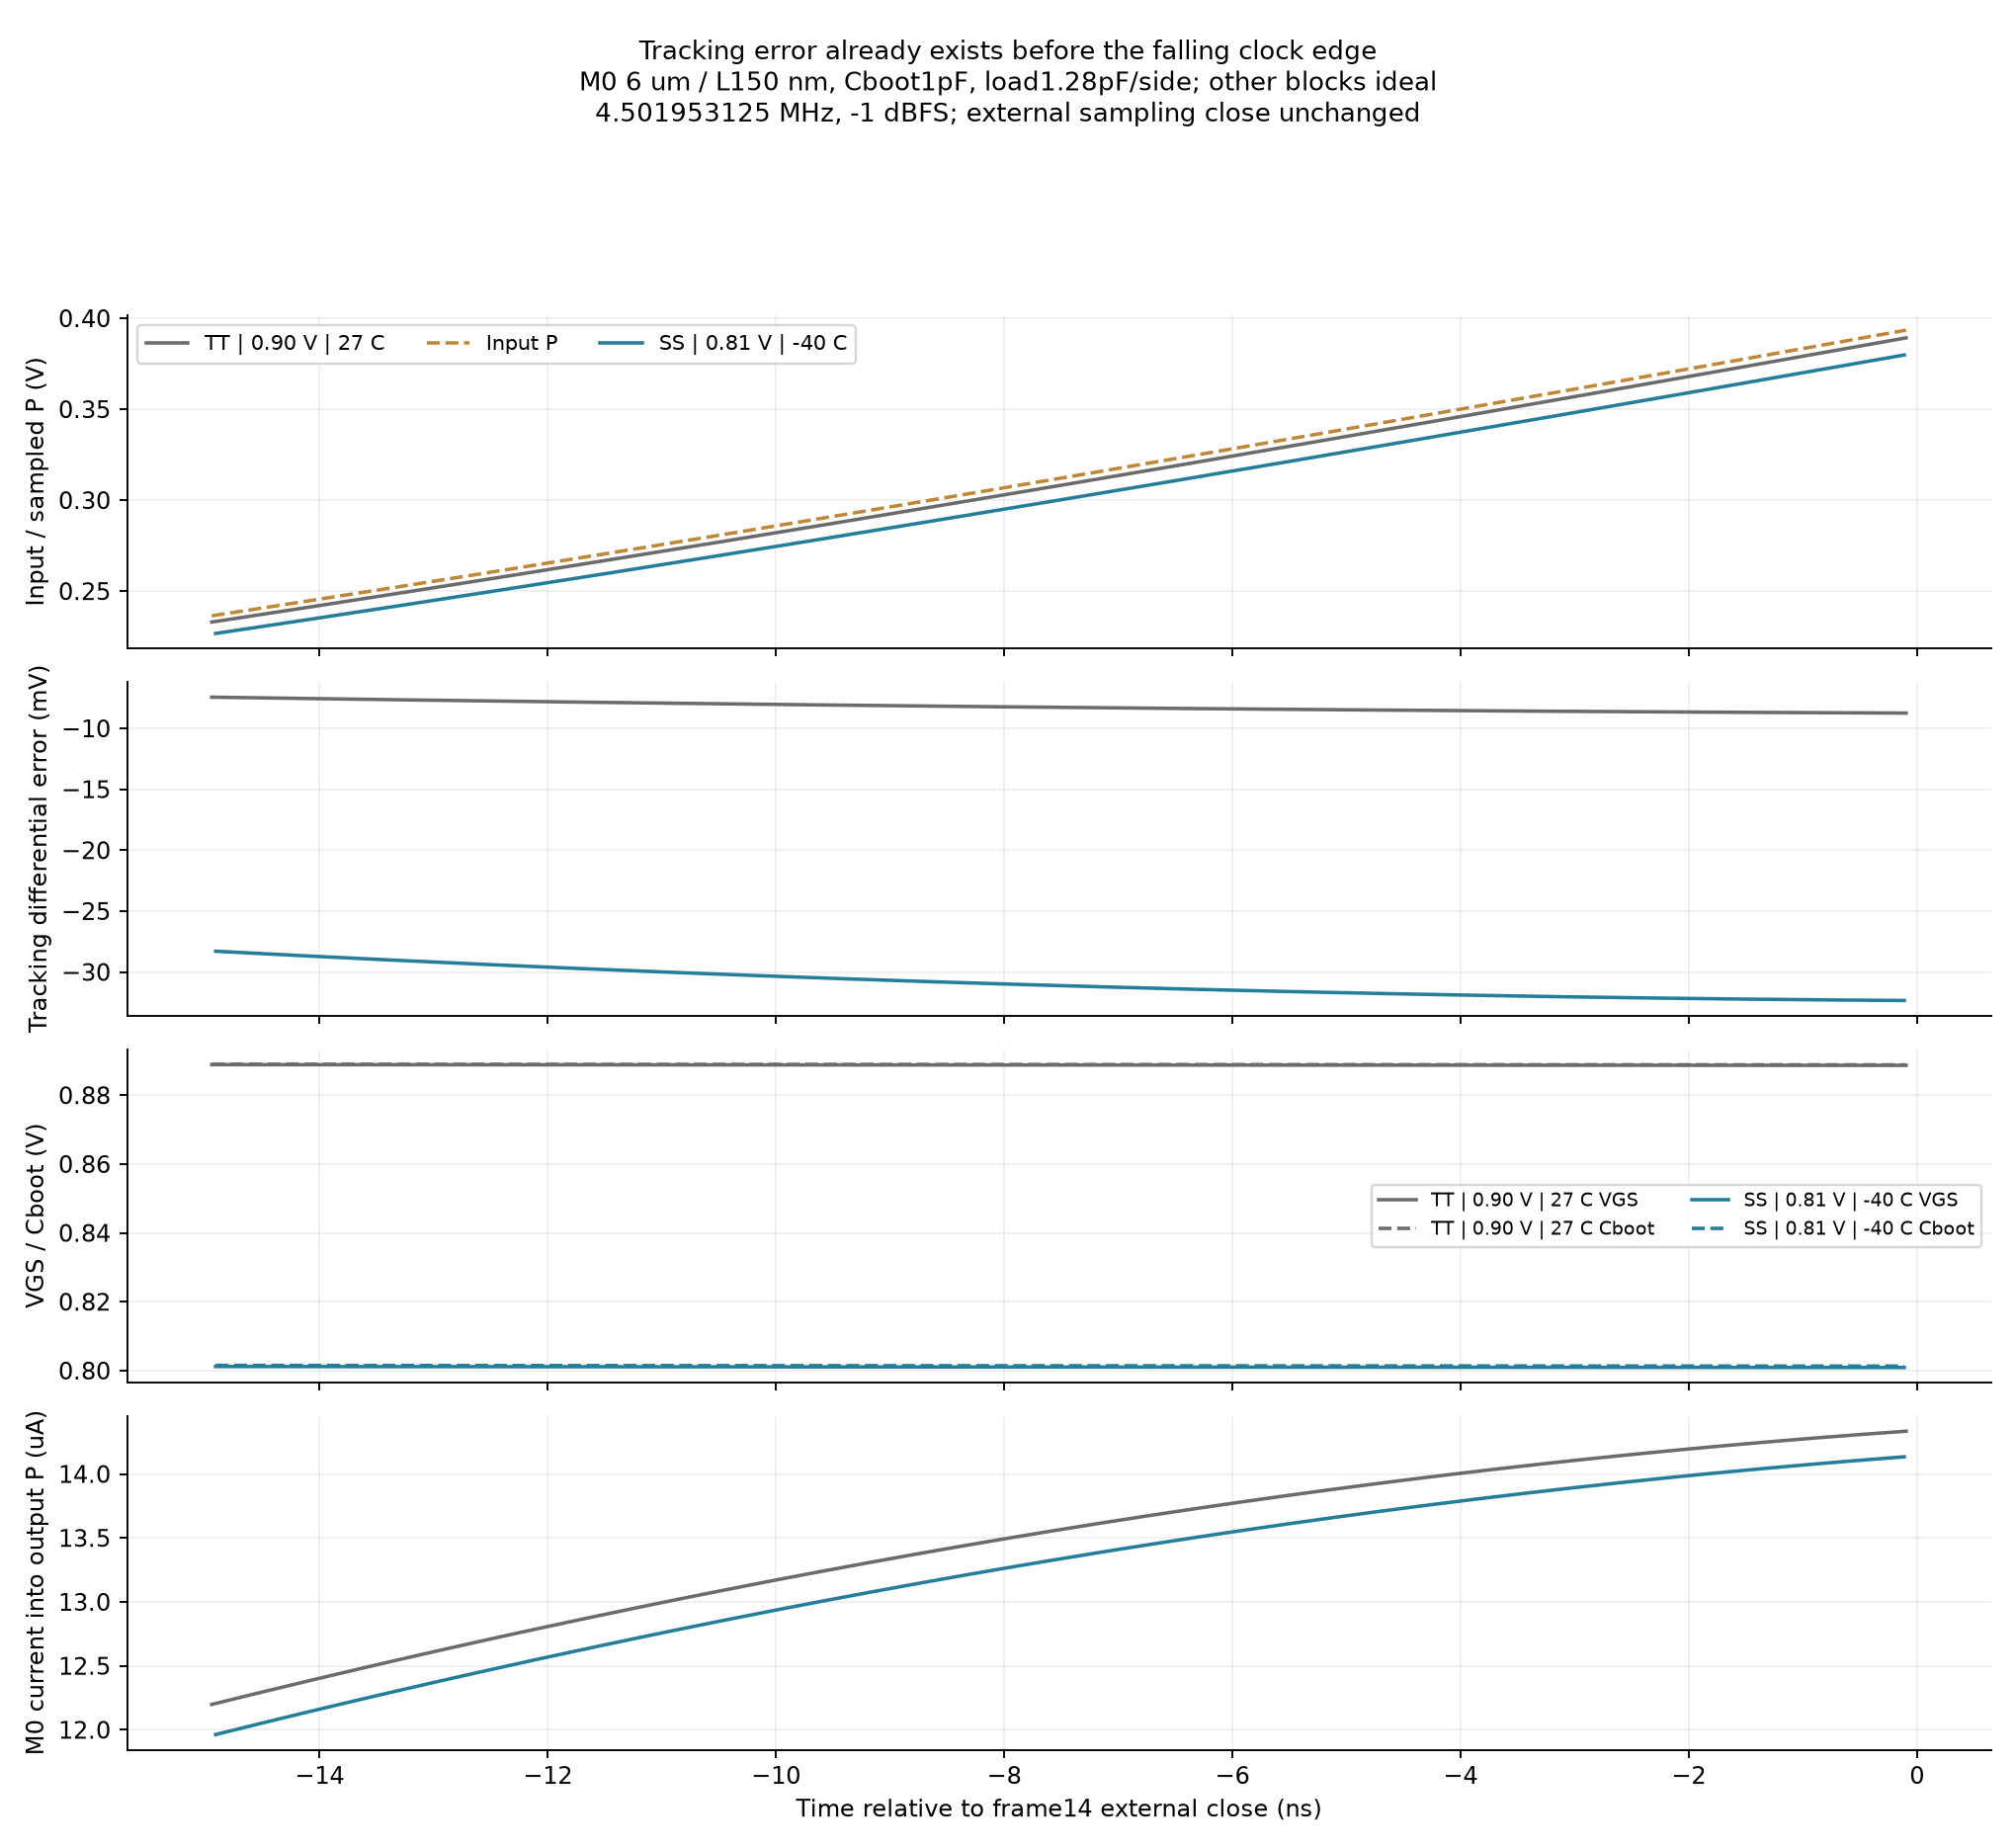 Tracking error already exists before the falling clock edge
M0 6 um / L150 nm, Cboot1pF, load1.28pF/side; other blocks ideal
4.501953125 MHz, -1 dBFS; external sampling close unchanged
Input / sampled P (V)
0.40
0.35
0.30
0.25
TT | 0.90 V | 27 C
Input P
SS | 0.81 V | -40 C
Tracking differential error (mV)
−10
−15
−20
−25
−30
VGS / Cboot (V)
0.88
0.86
0.84
0.82
0.80
TT | 0.90 V | 27 C VGS
TT | 0.90 V | 27 C Cboot
SS | 0.81 V | -40 C VGS
SS | 0.81 V | -40 C Cboot
M0 current into output P (uA)
14.0
13.5
13.0
12.5
12.0
−14 −12 −10 −8 −6 −4 −2 0
Time relative to frame14 external close (ns)